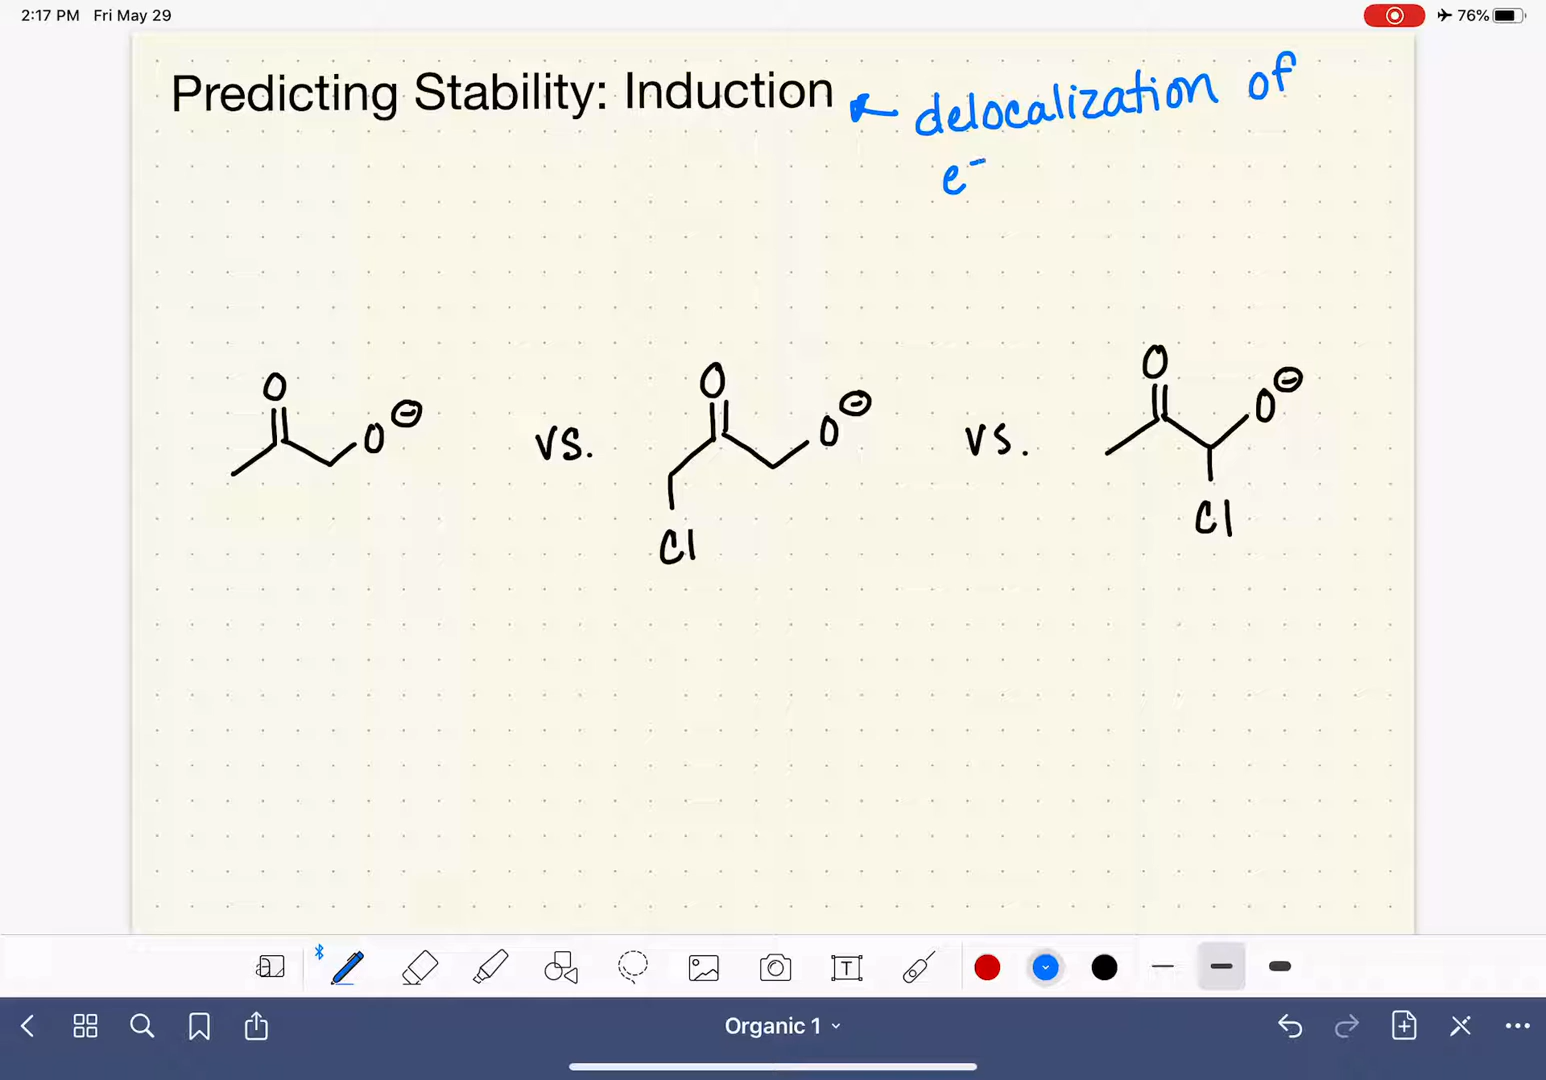 2:17 PM Fri May 29
76%
Predicting Stability: Induction
delocalization of
e⁻
O
O
O
O ⊖
vs.
O ⊖
vs.
O ⊖
Cl
Cl
Organic 1